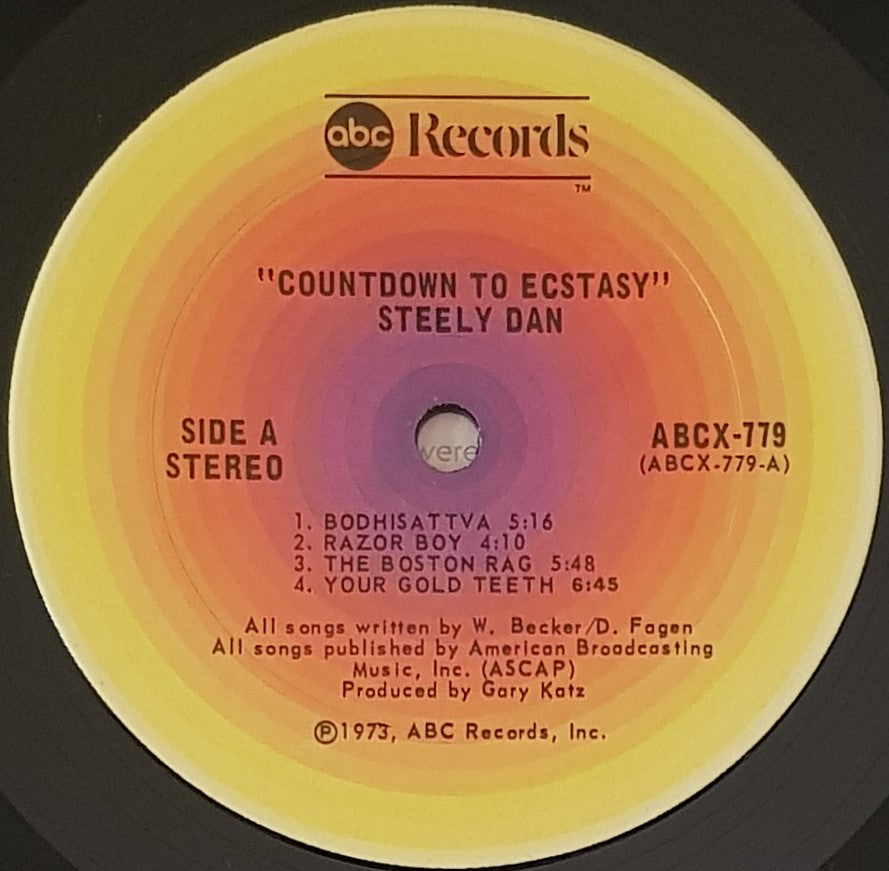 abc Records
TM
"COUNTDOWN TO ECSTASY"
STEELY DAN
SIDE A
STEREO
ABCX-779
(ABCX-779-A)
were
1. BODHISATTVA 5:16
2. RAZOR BOY 4:10
3. THE BOSTON RAG 5:48
4. YOUR GOLD TEETH 6:45
All songs written by W. Becker/D. Fagen
All songs published by American Broadcasting
Music, Inc. (ASCAP)
Produced by Gary Katz
Ⓟ1973, ABC Records, Inc.